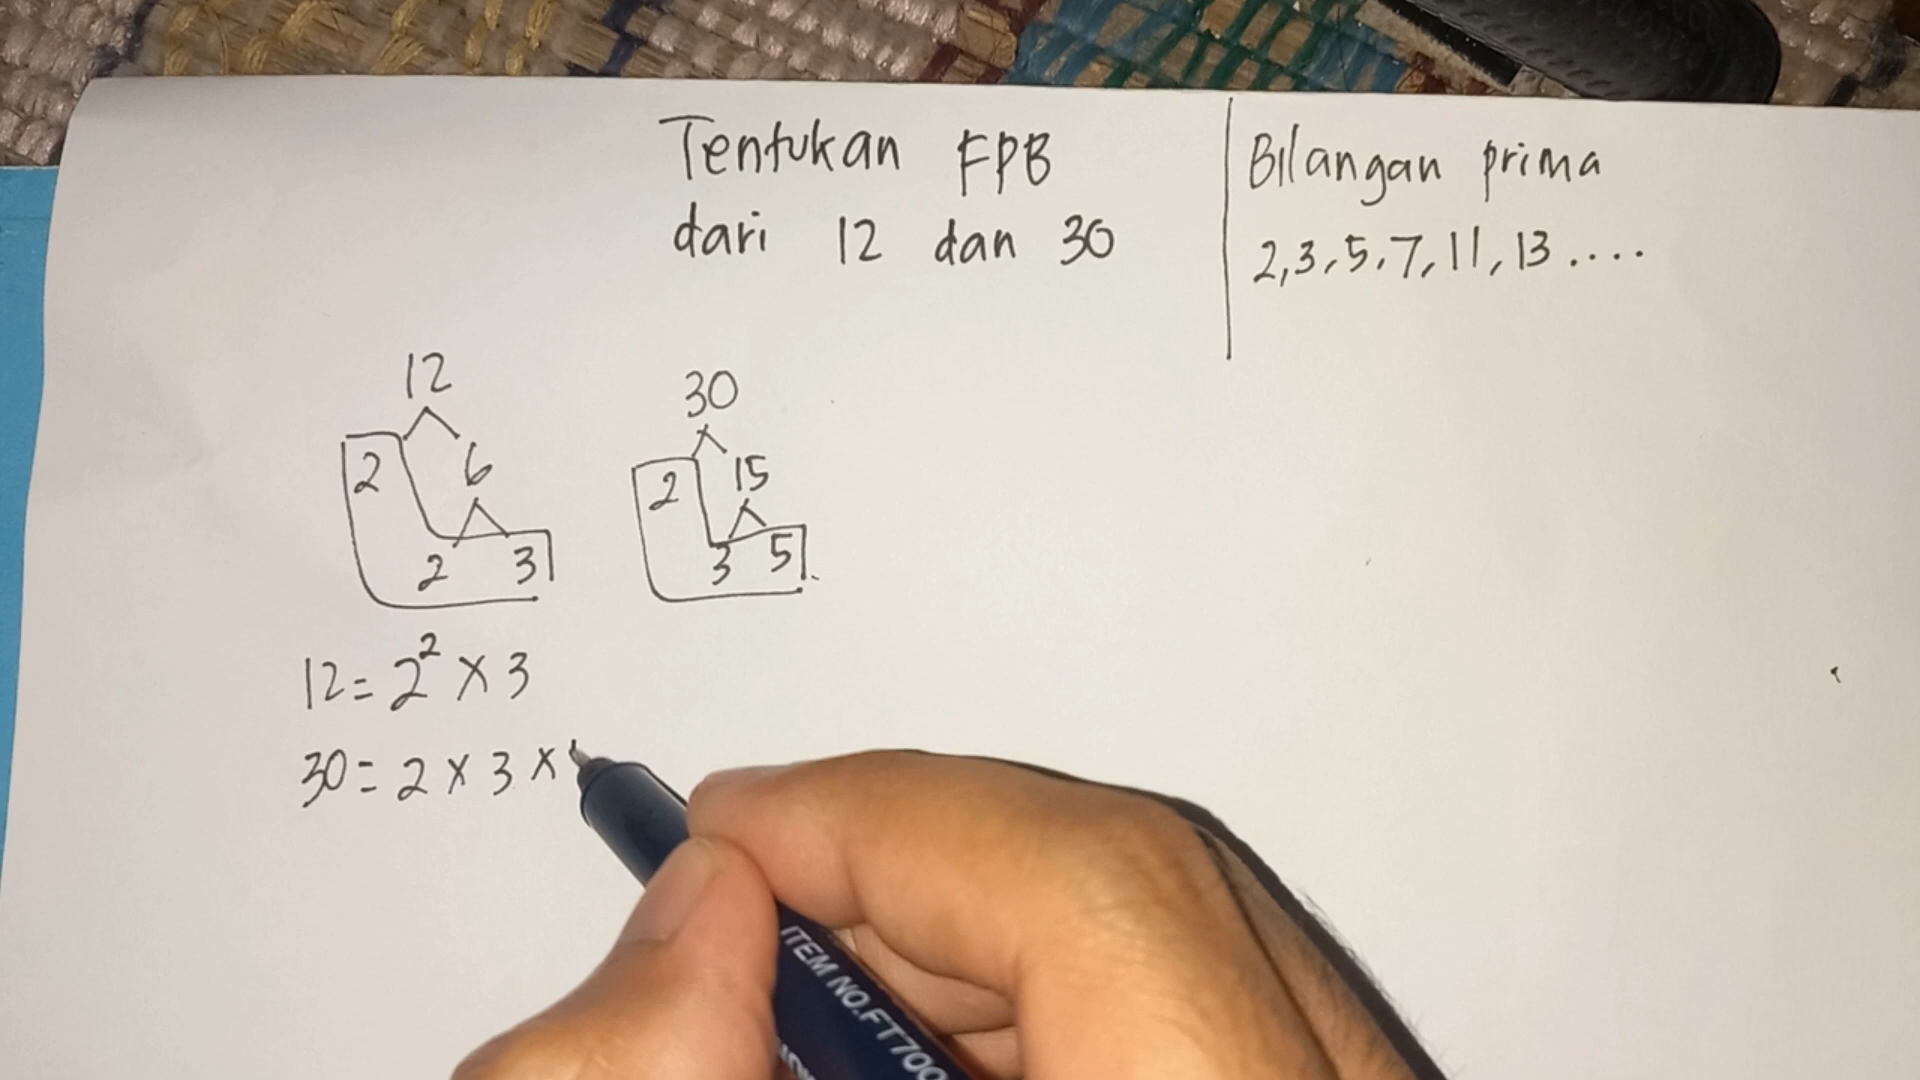 Tentukan FPB
dari 12 dan 30
Bilangan prima
2,3,5,7,11,13....
12
2 6
2 3
30
2 15
3 5
12 = 2² × 3
30 = 2 × 3 ×
ITEM NO.FT700